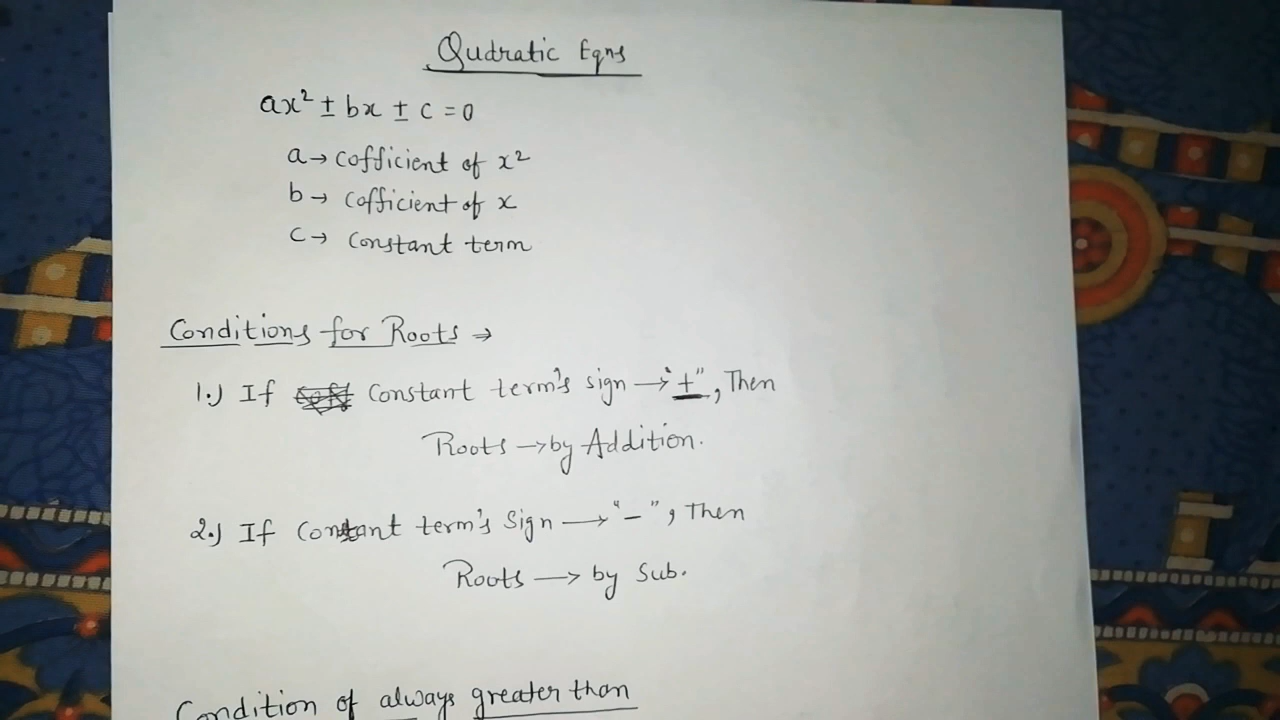 Qudratic Eqns
ax² ± bx ± c = 0
a → cofficient of x²
b → cofficient of x
c → constant term
Conditions for Roots →
1.) If constant term's sign → "+", Then
Roots → by Addition.
2.) If constant term's sign → "-", Then
Roots → by Sub.
Condition of always greater than